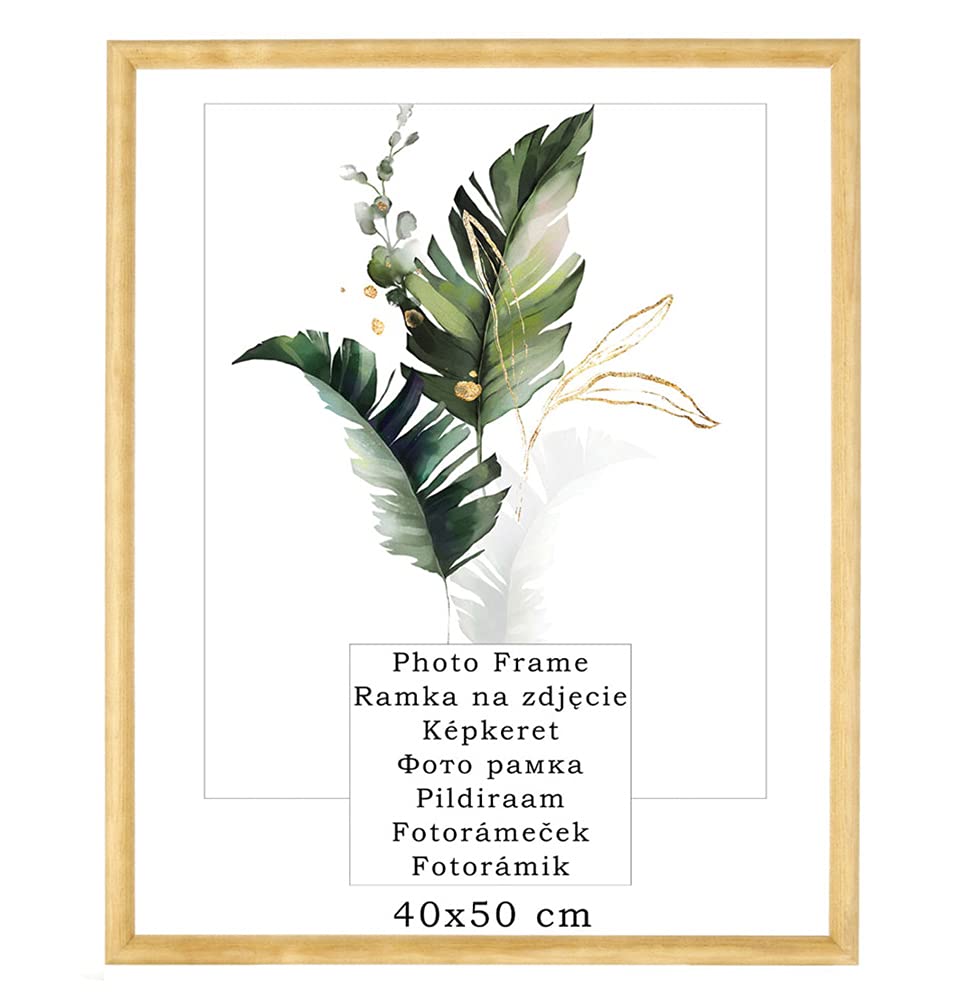 Photo Frame
Ramka na zdjęcie
Képkeret
Фото рамка
Pildiraam
Fotorámeček
Fotorámik
40x50 cm